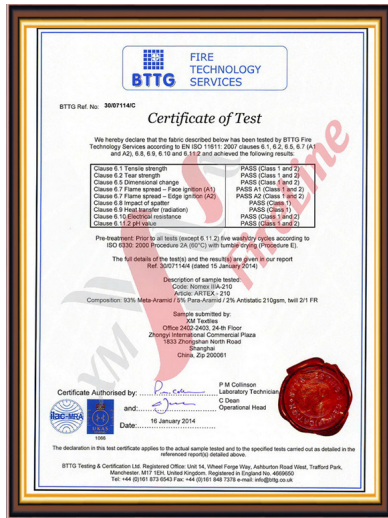 BTTG
FIRE
TECHNOLOGY
SERVICES
BTTG Ref. No: 30/07114/C
Certificate of Test
We hereby declare that the fabric described below has been tested by BTTG Fire
Technology Services according to EN ISO 11611: 2007 clauses 6.1, 6.2, 6.5, 6.7 (A1
and A2), 6.8, 6.9, 6.10 and 6.11.2 and achieved the following results:
Clause 6.1 Tensile strength PASS (Class 1 and 2)
Clause 6.2 Tear strength PASS (Class 1 and 2)
Clause 6.5 Dimensional change PASS (Class 1 and 2)
Clause 6.7 Flame spread – Face ignition (A1) PASS A1 (Class 1 and 2)
Clause 6.7 Flame spread – Edge ignition (A2) PASS A2 (Class 1 and 2)
Clause 6.8 Impact of spatter PASS (Class 1)
Clause 6.9 Heat transfer (radiation) PASS (Class 1)
Clause 6.10 Electrical resistance PASS (Class 1 and 2)
Clause 6.11.2 pH value PASS (Class 1 and 2)
Pre-treatment: Prior to all tests (except 6.11.2) five wash/dry cycles according to
ISO 6330: 2000 Procedure 2A (60°C) with tumble drying (Procedure E).
The full details of the test(s) and the result(s) are given in our report
Ref: 30/07114/4 (dated 15 January 2014)
Description of sample tested
Code: Nomex IIIA-210
Article: ARTEX - 210
Composition: 93% Meta-Aramid / 5% Para-Aramid / 2% Antistatic 210gsm, twill 2/1 FR
Sample submitted by:
XM Textiles
Office 2402-2403, 24-th Floor
Zhongyi International Commercial Plaza
1833 Zhongshan North Road
Shanghai
China, Zip 200061
Certificate Authorised by:
P M Collinson
Laboratory Technician
and:
C Dean
Operational Head
Date: 16 January 2014
ilac-MRA
UKAS
1066
The declaration in this test certificate applies to the actual sample tested and to the specified tests carried out as detailed in the
referenced report(s) detailed above.
BTTG Testing & Certification Ltd. Registered Office: Unit 14, Wheel Forge Way, Ashburton Road West, Trafford Park,
Manchester. M17 1EH. United Kingdom. Registered in England No. 4669650
Tel: +44 (0)161 873 6543 Fax: +44 (0)161 848 7378 e-mail: info@bttg.co.uk
XM FireLine